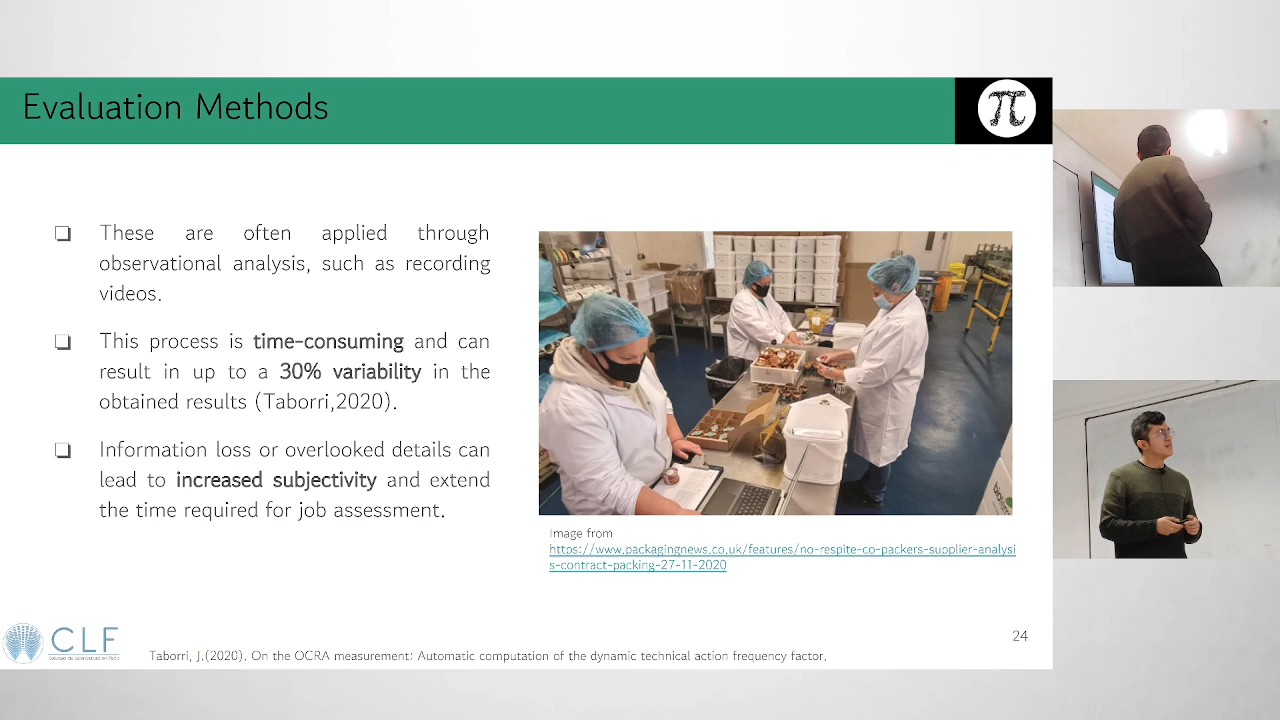 Evaluation Methods
π
❏ These are often applied through
observational analysis, such as recording
videos.
❏ This process is time-consuming and can
result in up to a 30% variability in the
obtained results (Taborri,2020).
❏ Information loss or overlooked details can
lead to increased subjectivity and extend
the time required for job assessment.
Image from
https://www.packagingnews.co.uk/features/no-respite-co-packers-supplier-analysi
s-contract-packing-27-11-2020
24
CLF
Taborri, J.(2020). On the OCRA measurement: Automatic computation of the dynamic technical action frequency factor.